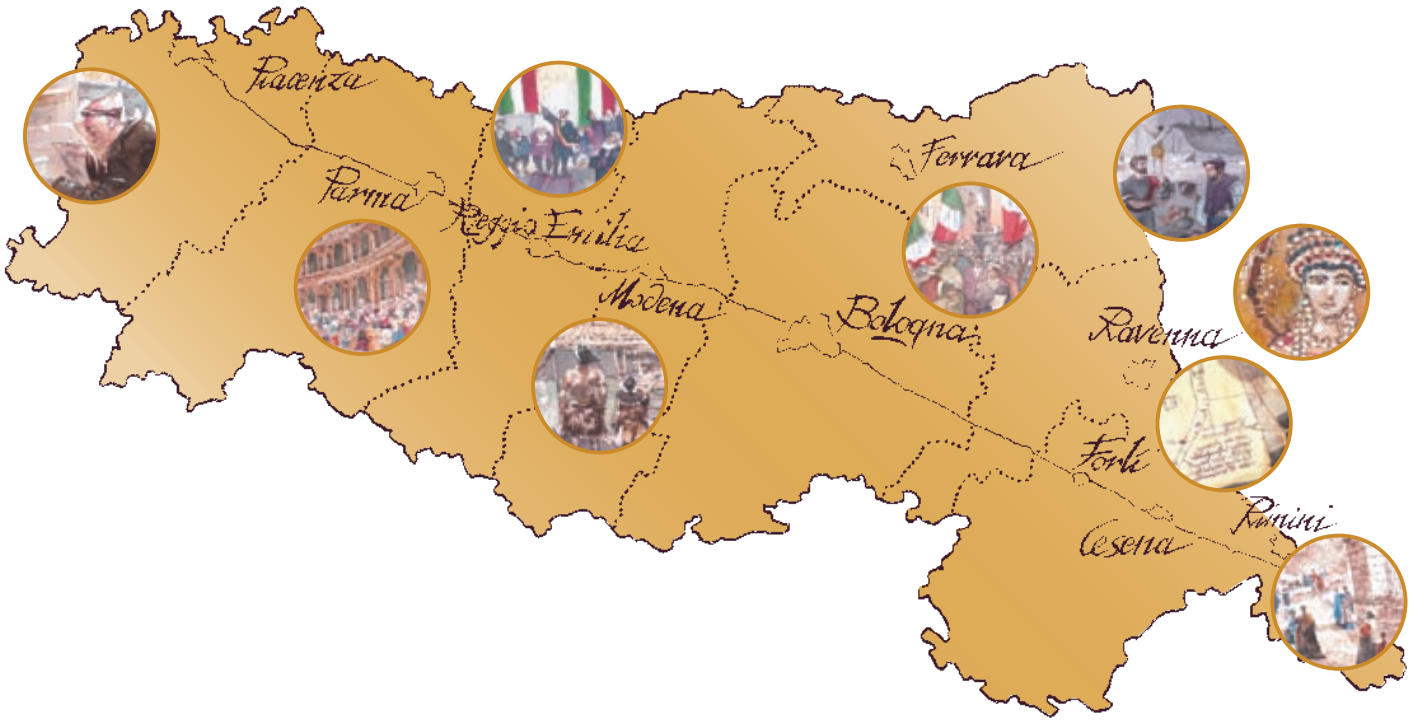 Piacenza
Parma
Reggio Emilia
Modena
Ferrara
Bologna
Ravenna
Forlì
Cesena
Rimini